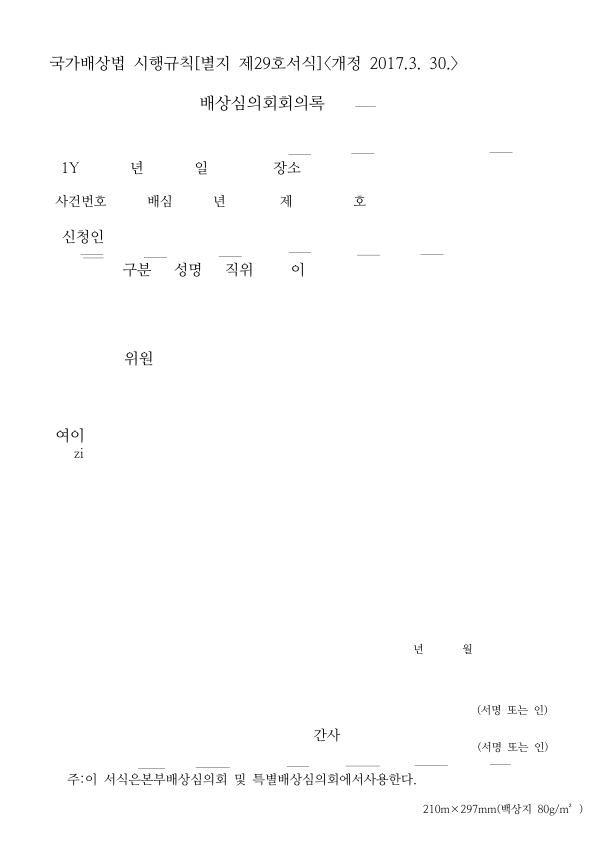 국가배상법 시행규칙[별지 제29호서식]<개정 2017.3. 30.>
배상심의회회의록
1Y 년 일 장소
사건번호 배심 년 제 호
신청인
구분 성명 직위 이
위원
여이
zi
년 월
(서명 또는 인)
간사
(서명 또는 인)
주:이 서식은본부배상심의회 및 특별배상심의회에서사용한다.
210m×297mm(백상지 80g/㎡ )